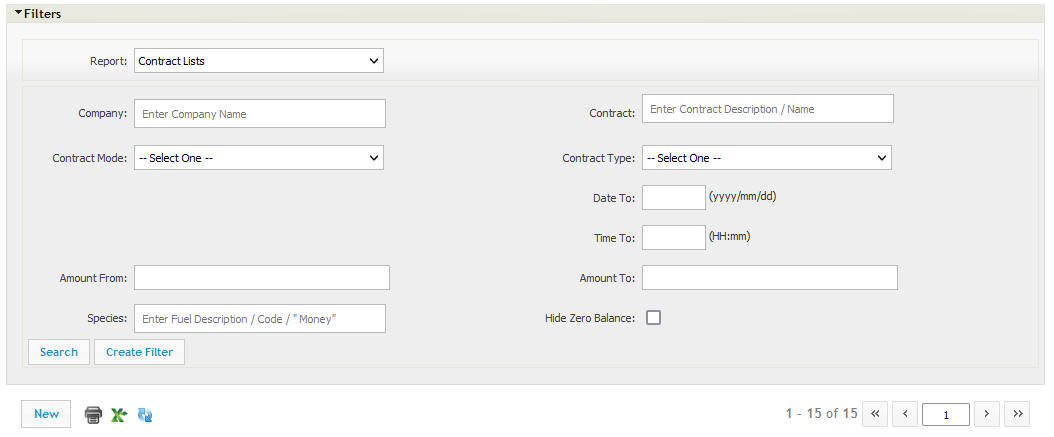 Filters
Report: Contract Lists
Company: Enter Company Name
Contract: Enter Contract Description / Name
Contract Mode: -- Select One --
Contract Type: -- Select One --
Date To: (yyyy/mm/dd)
Time To: (HH:mm)
Amount From:
Amount To:
Species: Enter Fuel Description / Code / " Money"
Hide Zero Balance:
Search Create Filter
New 1 - 15 of 15 << < 1 > >>